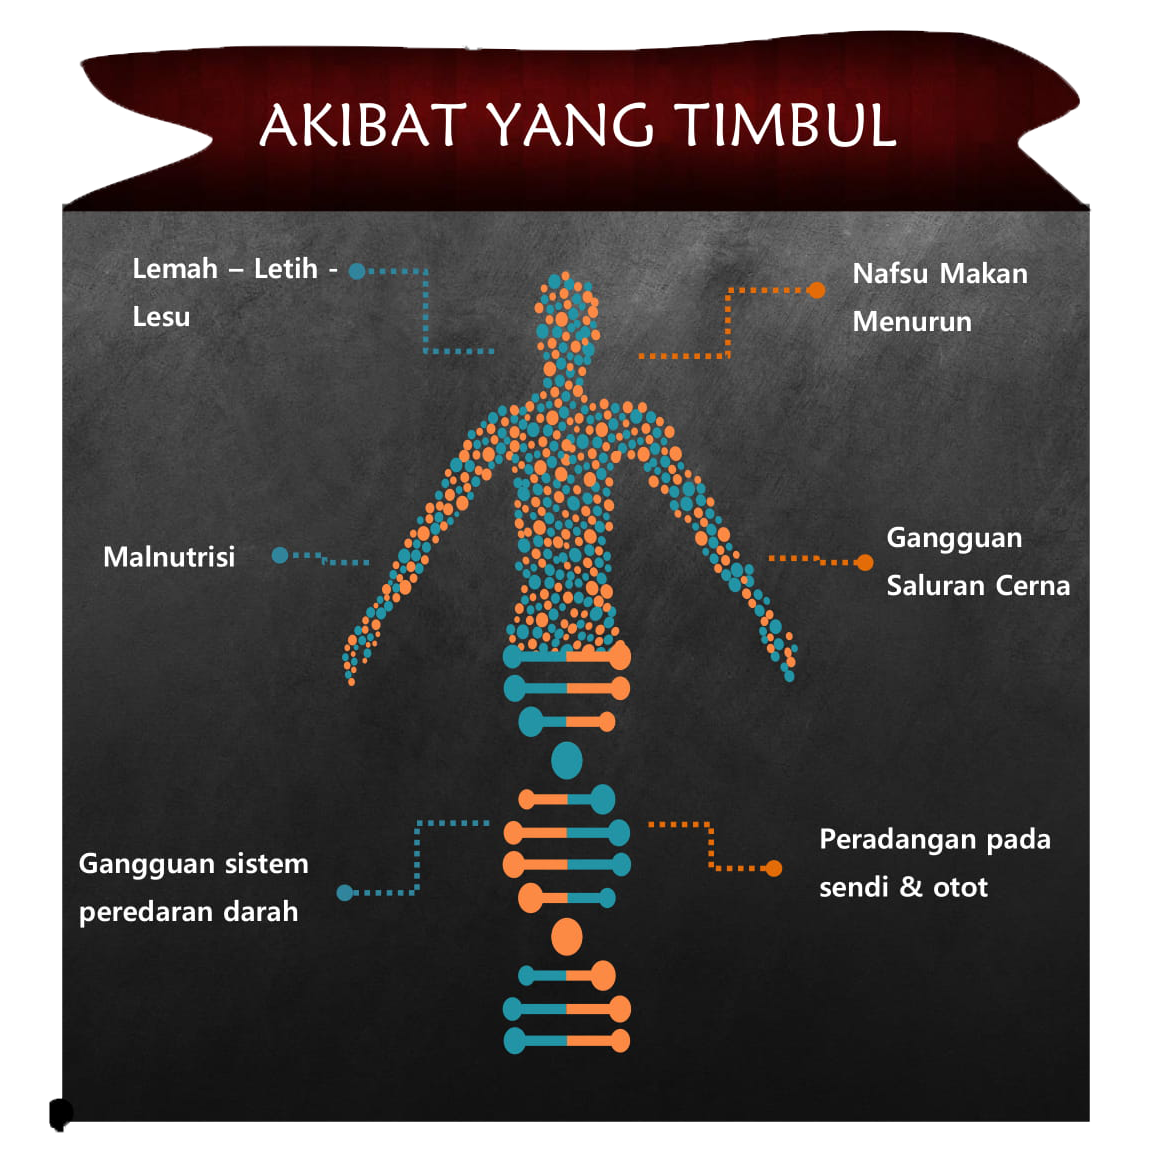 AKIBAT YANG TIMBUL
Lemah – Letih -
Lesu
Nafsu Makan
Menurun
Malnutrisi
Gangguan
Saluran Cerna
Gangguan sistem
peredaran darah
Peradangan pada
sendi & otot